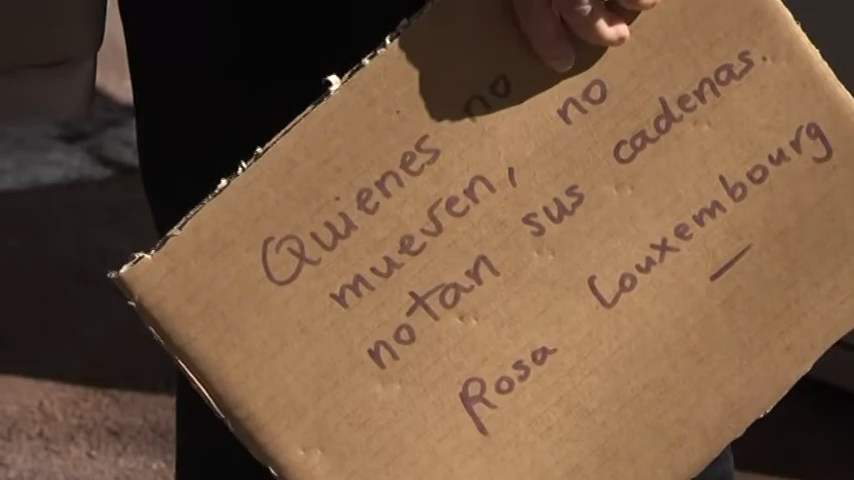 Quienes no
mueven, no
notan sus cadenas.
Rosa Louxembourg